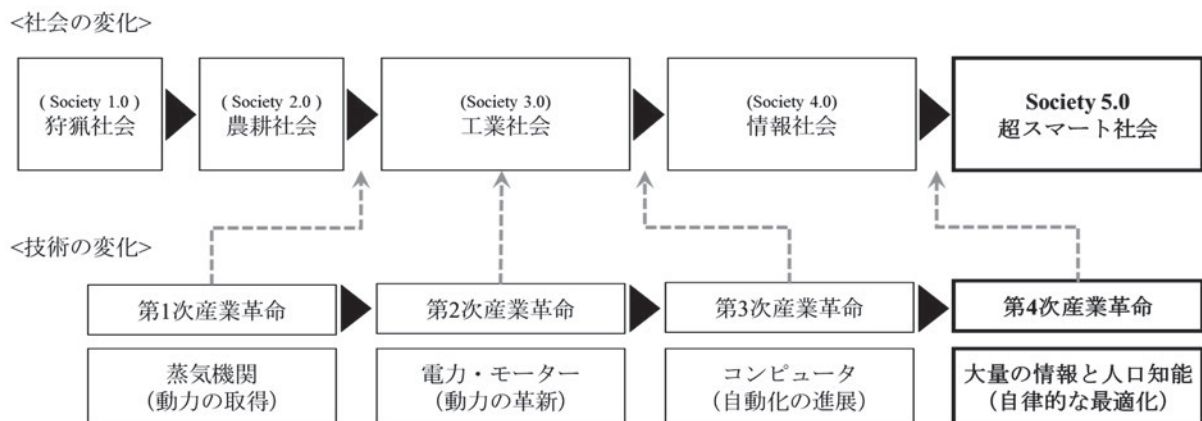 <社会の変化>
( Society 1.0 )
狩猟社会
( Society 2.0 )
農耕社会
(Society 3.0)
工業社会
(Society 4.0)
情報社会
Society 5.0
超スマート社会
<技術の変化>
第1次産業革命
第2次産業革命
第3次産業革命
第4次産業革命
蒸気機関
（動力の取得）
電力・モーター
（動力の革新）
コンピュータ
（自動化の進展）
大量の情報と人口知能
（自律的な最適化）